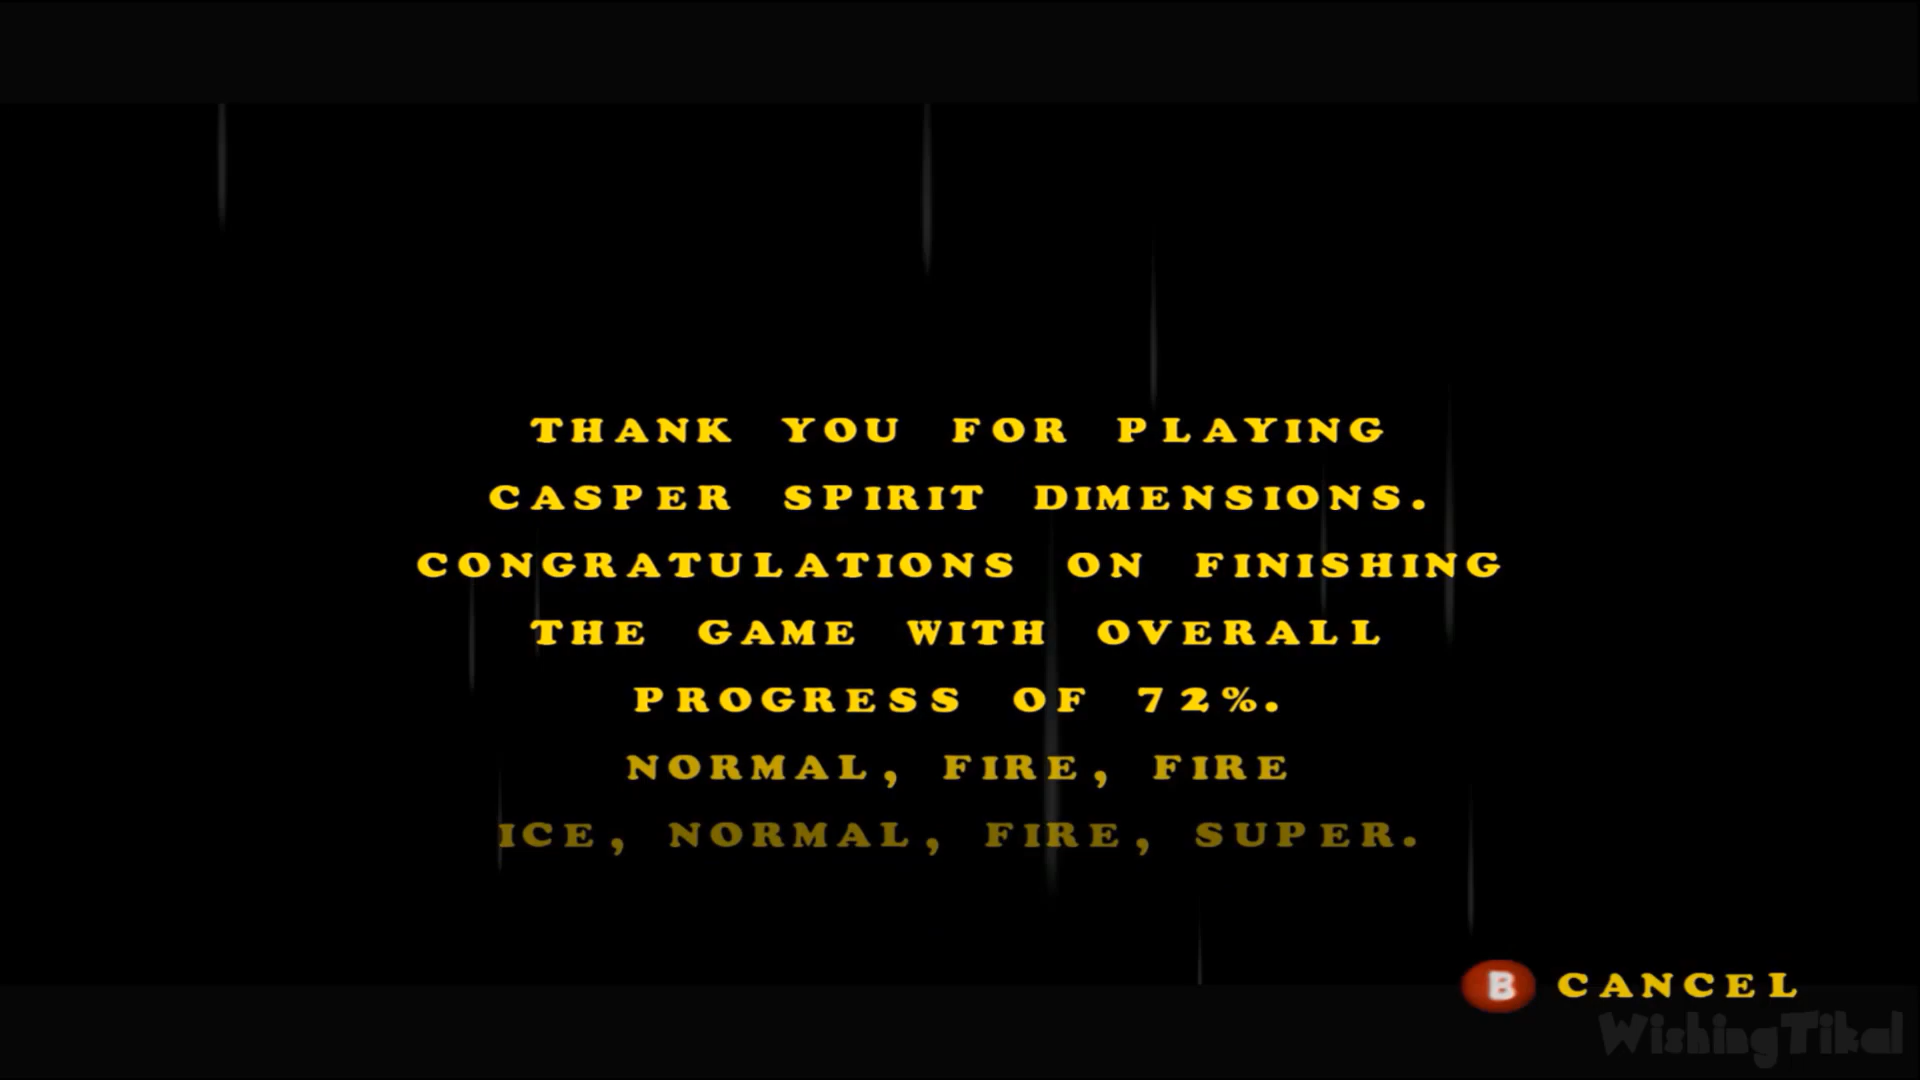 THANK YOU FOR PLAYING
CASPER SPIRIT DIMENSIONS.
CONGRATULATIONS ON FINISHING
THE GAME WITH OVERALL
PROGRESS OF 72%.
NORMAL, FIRE, FIRE
ICE, NORMAL, FIRE, SUPER.
B CANCEL
WishingTikal